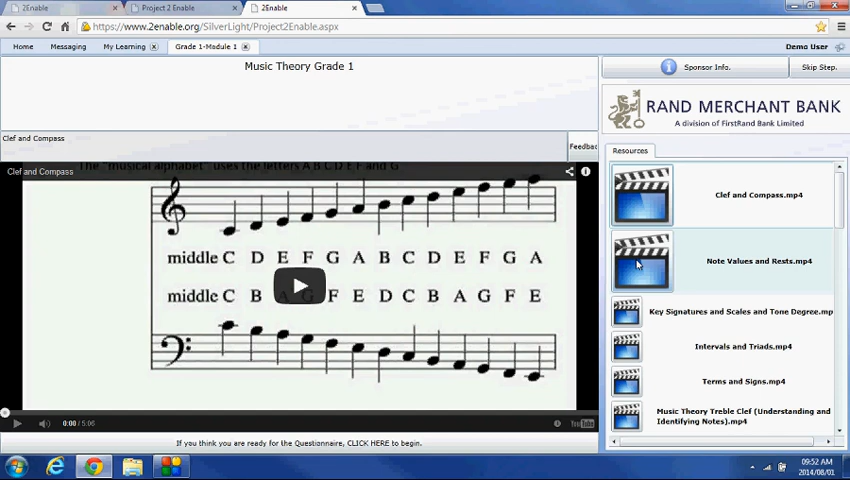 2Enable
Project 2 Enable
2Enable
https://www.2enable.org/SilverLight/Project2Enable.aspx
Home
Messaging
My Learning
Grade 1-Module 1
Demo User
Music Theory Grade 1
Sponsor Info.
Skip Step.
RAND MERCHANT BANK
A division of FirstRand Bank Limited
Clef and Compass
Feedbac
Resources
The "musical alphabet" uses the letters A B C D E F and G
Clef and Compass
middle C D E F G A B C D E F G A
middle C B A G F E D C B A G F E
0:00 / 5:06
YouTube
If you think you are ready for the Questionnaire, CLICK HERE to begin.
Clef and Compass.mp4
Note Values and Rests.mp4
Key Signatures and Scales and Tone Degree.mp
Intervals and Triads.mp4
Terms and Signs.mp4
Music Theory Treble Clef (Understanding and
Identifying Notes).mp4
09:52 AM
2014/08/01